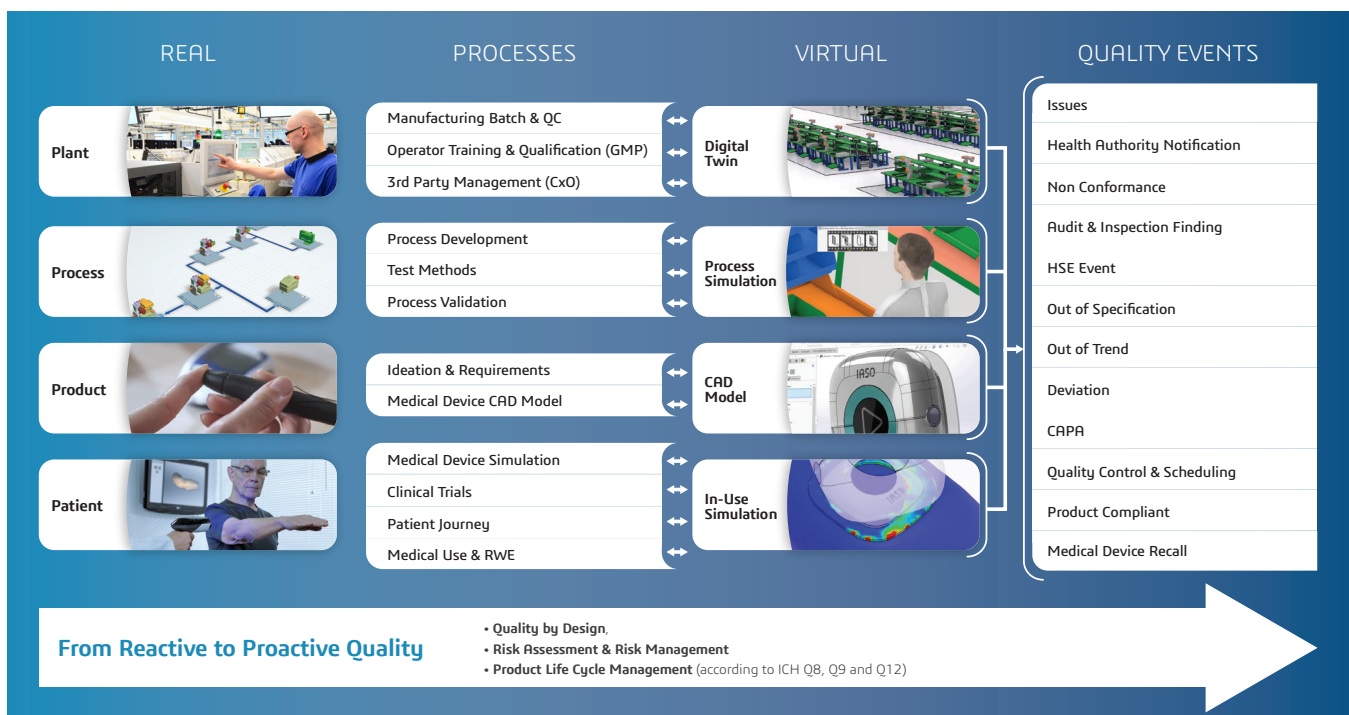 REAL
PROCESSES
VIRTUAL
QUALITY EVENTS
Plant
Manufacturing Batch & QC
Operator Training & Qualification (GMP)
3rd Party Management (CxO)
Digital
Twin
Process
Process Development
Test Methods
Process Validation
Process
Simulation
Product
Ideation & Requirements
Medical Device CAD Model
CAD
Model
IASO
Patient
Medical Device Simulation
Clinical Trials
Patient Journey
Medical Use & RWE
In-Use
Simulation
IASO
Issues
Health Authority Notification
Non Conformance
Audit & Inspection Finding
HSE Event
Out of Specification
Out of Trend
Deviation
CAPA
Quality Control & Scheduling
Product Compliant
Medical Device Recall
From Reactive to Proactive Quality
• Quality by Design,
• Risk Assessment & Risk Management
• Product Life Cycle Management (according to ICH Q8, Q9 and Q12)